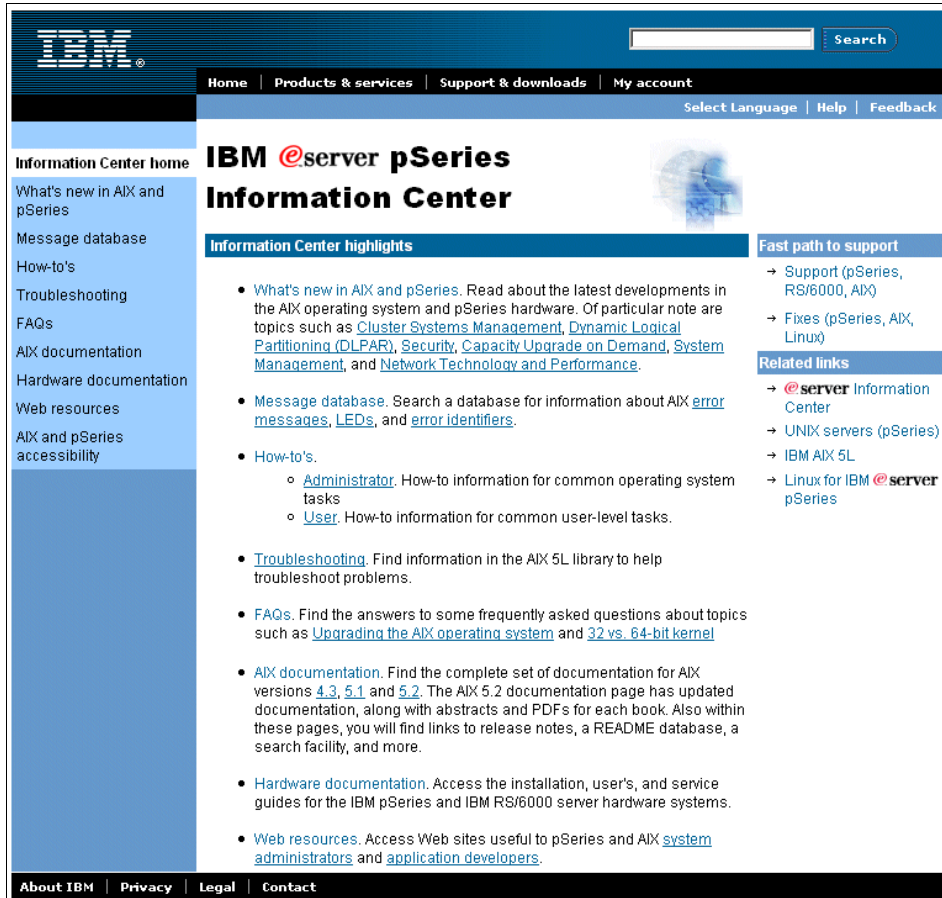 IBM®
Search
Home | Products & services | Support & downloads | My account
Select Language | Help | Feedback
Information Center home
What's new in AIX and
pSeries
Message database
How-to's
Troubleshooting
FAQs
AIX documentation
Hardware documentation
Web resources
AIX and pSeries
accessibility
IBM @server pSeries
Information Center
Information Center highlights
• What's new in AIX and pSeries. Read about the latest developments in
the AIX operating system and pSeries hardware. Of particular note are
topics such as Cluster Systems Management, Dynamic Logical
Partitioning (DLPAR), Security, Capacity Upgrade on Demand, System
Management, and Network Technology and Performance.
• Message database. Search a database for information about AIX error
messages, LEDs, and error identifiers.
• How-to's.
○ Administrator. How-to information for common operating system
tasks
○ User. How-to information for common user-level tasks.
• Troubleshooting. Find information in the AIX 5L library to help
troubleshoot problems.
• FAQs. Find the answers to some frequently asked questions about topics
such as Upgrading the AIX operating system and 32 vs. 64-bit kernel
• AIX documentation. Find the complete set of documentation for AIX
versions 4.3, 5.1 and 5.2. The AIX 5.2 documentation page has updated
documentation, along with abstracts and PDFs for each book. Also within
these pages, you will find links to release notes, a README database, a
search facility, and more.
• Hardware documentation. Access the installation, user's, and service
guides for the IBM pSeries and IBM RS/6000 server hardware systems.
• Web resources. Access Web sites useful to pSeries and AIX system
administrators and application developers.
Fast path to support
→ Support (pSeries,
RS/6000, AIX)
→ Fixes (pSeries, AIX,
Linux)
Related links
→ @server Information
Center
→ UNIX servers (pSeries)
→ IBM AIX 5L
→ Linux for IBM @server
pSeries
About IBM | Privacy | Legal | Contact